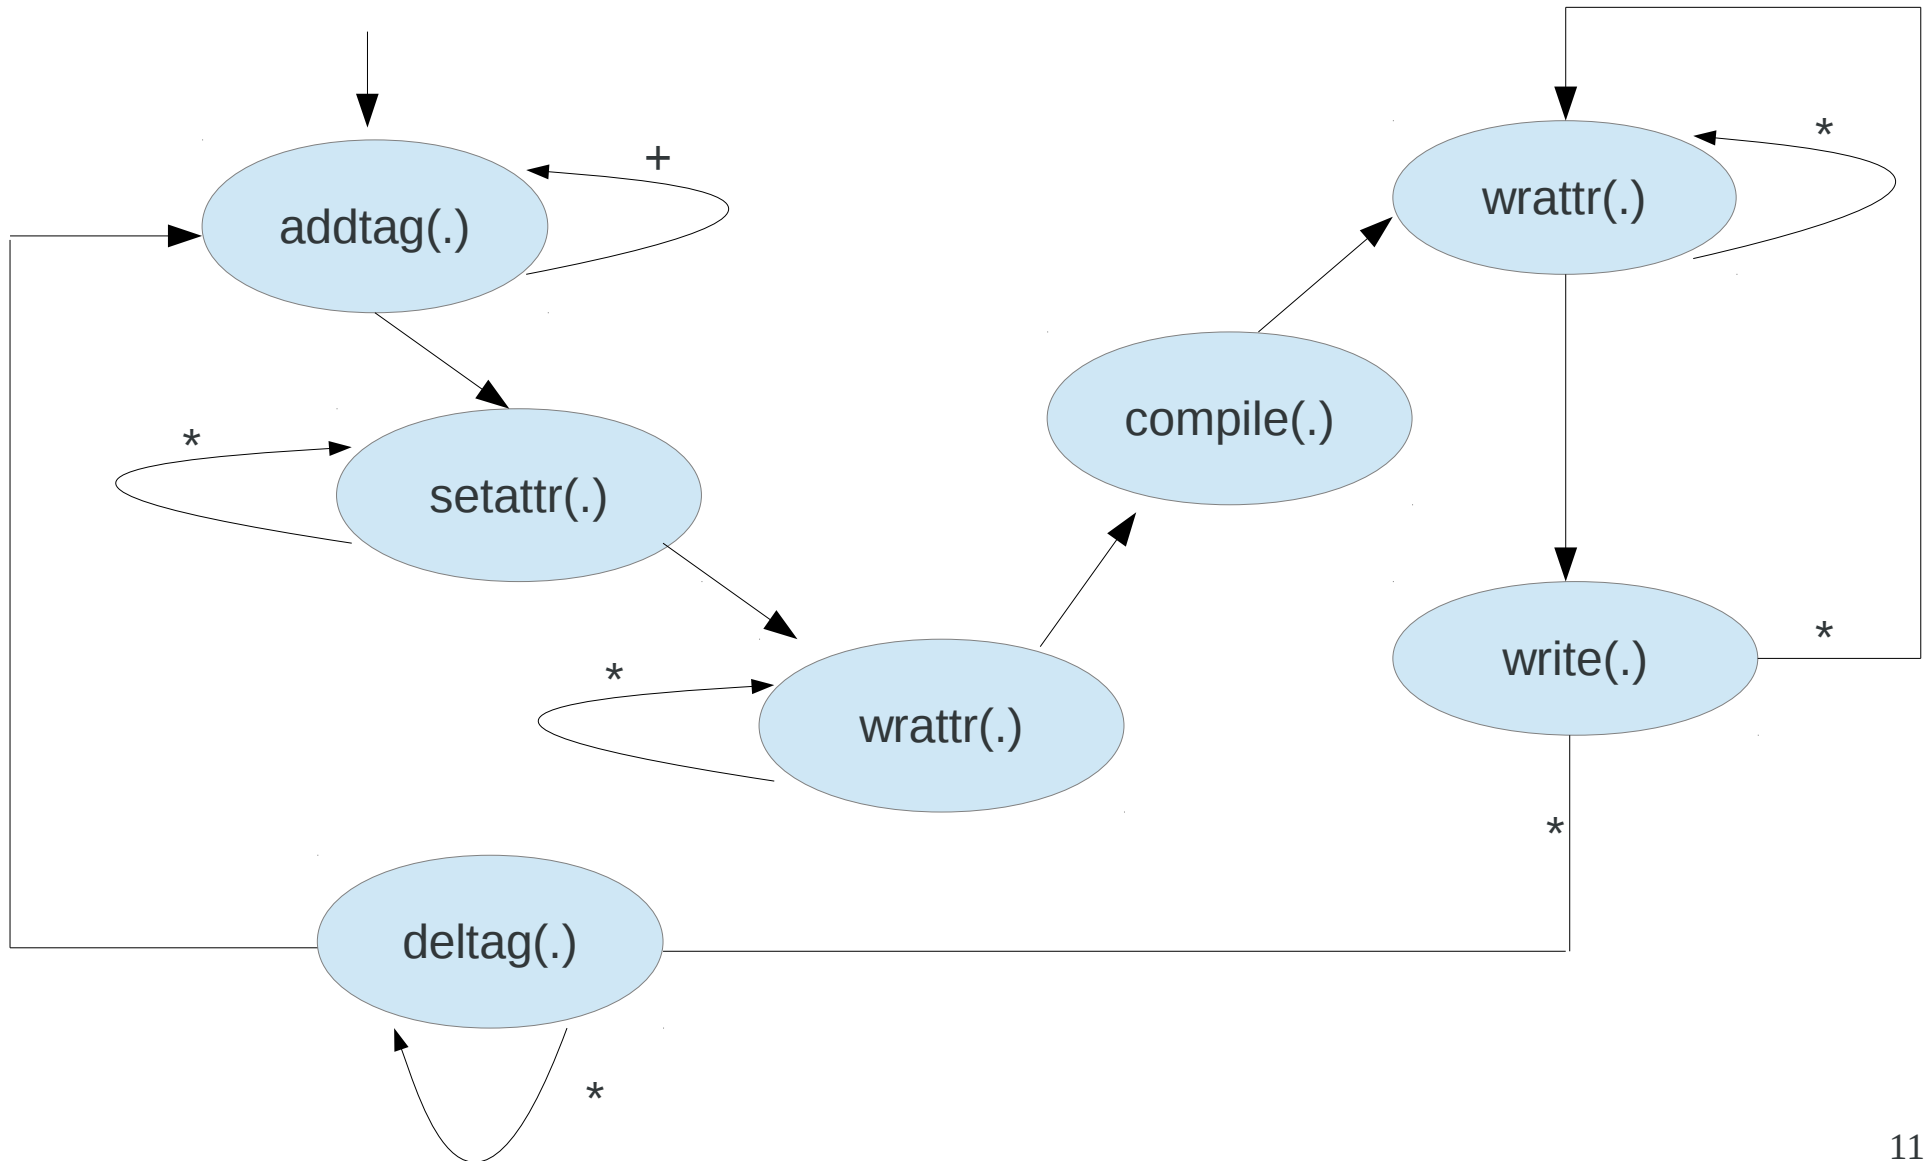 addtag(.)
+
setattr(.)
*
wrattr(.)
*
compile(.)
wrattr(.)
*
write(.)
*
*
deltag(.)
*
11